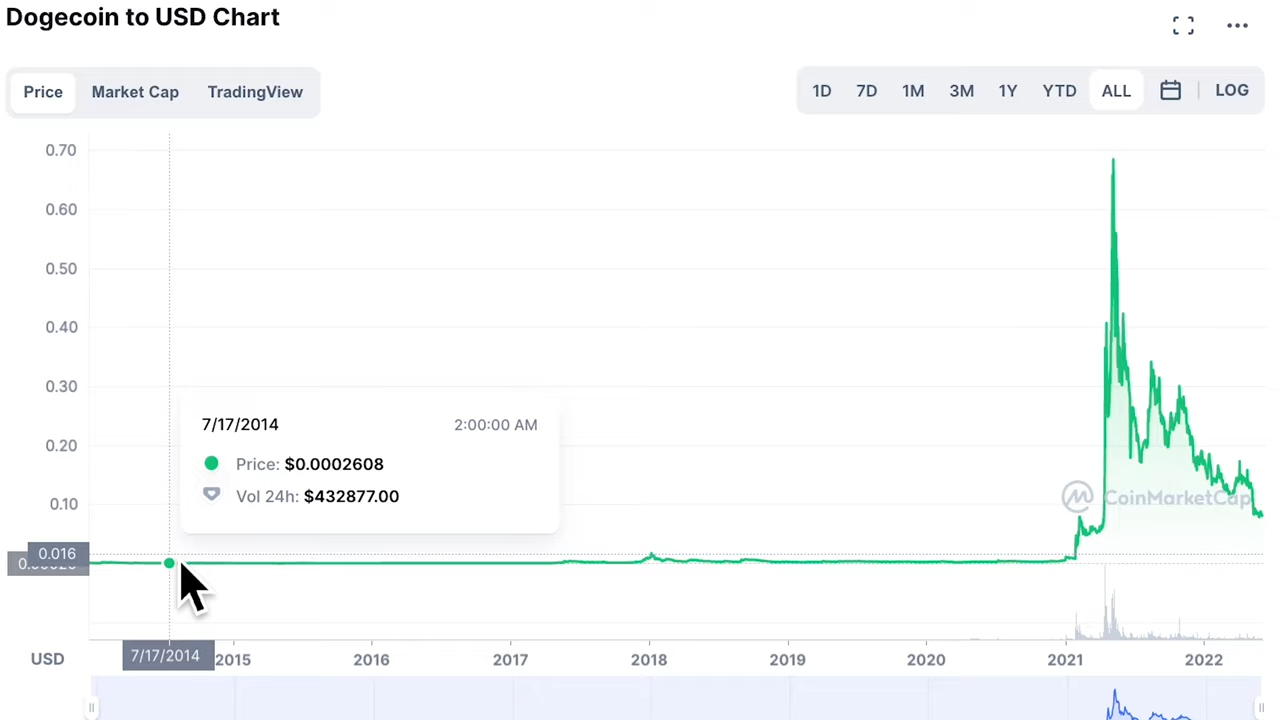 Dogecoin to USD Chart
Price Market Cap TradingView
1D 7D 1M 3M 1Y YTD ALL LOG
0.70
0.60
0.50
0.40
0.30
0.20
0.10
7/17/2014 2:00:00 AM
Price: $0.0002608
Vol 24h: $432877.00
CoinMarketCap
0.016
USD 7/17/2014 2015 2016 2017 2018 2019 2020 2021 2022